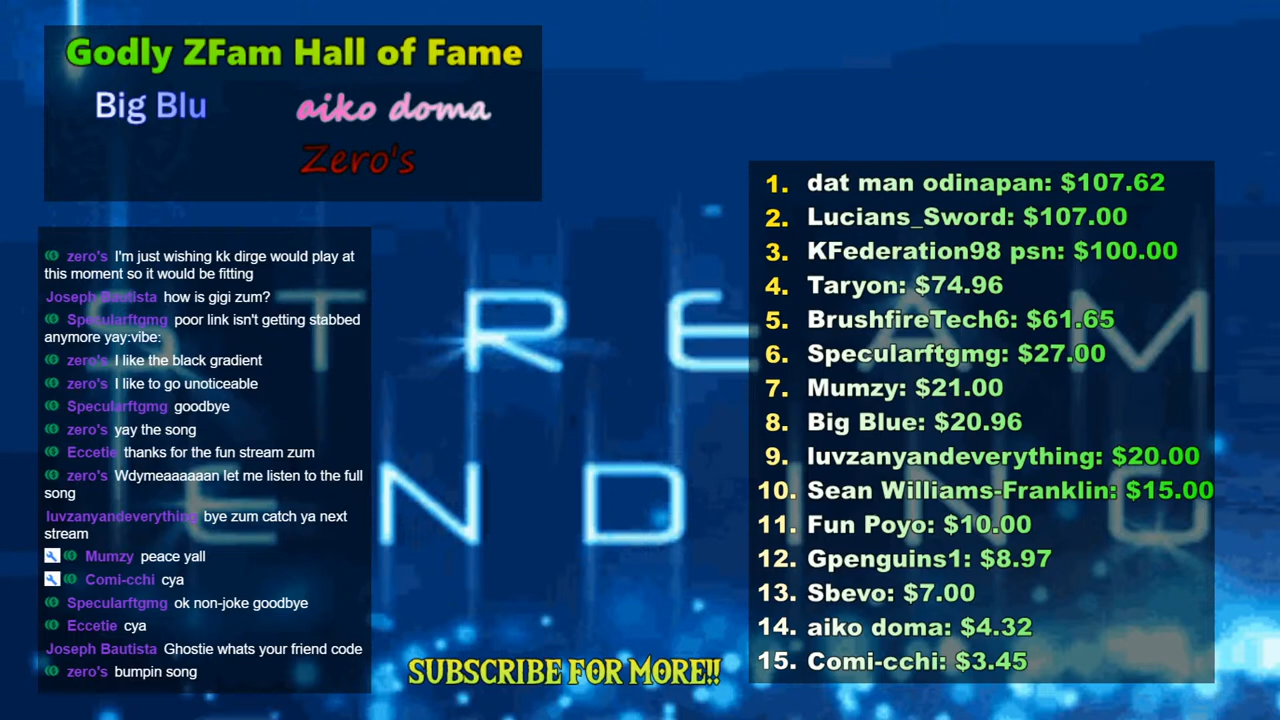 Godly ZFam Hall of Fame
Big Blu
aiko doma
Zero's
STREAM
ENDING
zero's I'm just wishing kk dirge would play at
this moment so it would be fitting
Joseph Bautista how is gigi zum?
Specularftgmg poor link isn't getting stabbed
anymore yay:vibe:
zero's I like the black gradient
zero's I like to go unoticeable
Specularftgmg goodbye
zero's yay the song
Eccetie thanks for the fun stream zum
zero's Wdymeaaaaaan let me listen to the full
song
luvzanyandeverything bye zum catch ya next
stream
Mumzy peace yall
Comi-cchi cya
Specularftgmg ok non-joke goodbye
Eccetie cya
Joseph Bautista Ghostie whats your friend code
zero's bumpin song
SUBSCRIBE FOR MORE!!
1. dat man odinapan: $107.62
2. Lucians_Sword: $107.00
3. KFederation98 psn: $100.00
4. Taryon: $74.96
5. BrushfireTech6: $61.65
6. Specularftgmg: $27.00
7. Mumzy: $21.00
8. Big Blue: $20.96
9. luvzanyandeverything: $20.00
10. Sean Williams-Franklin: $15.00
11. Fun Poyo: $10.00
12. Gpenguins1: $8.97
13. Sbevo: $7.00
14. aiko doma: $4.32
15. Comi-cchi: $3.45